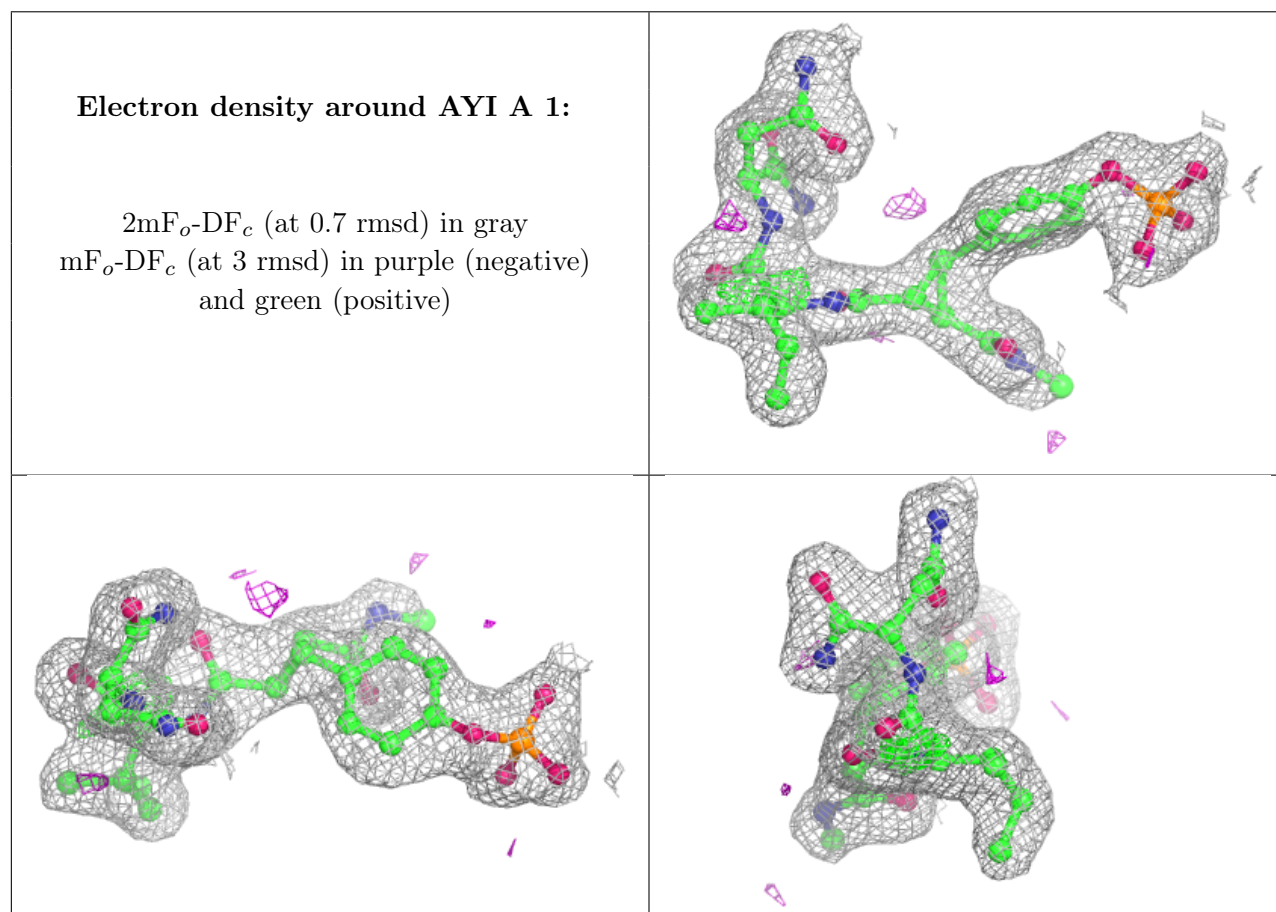 Electron density around AYI A 1:
2mFo-DFc (at 0.7 rmsd) in gray
mFo-DFc (at 3 rmsd) in purple (negative)
and green (positive)